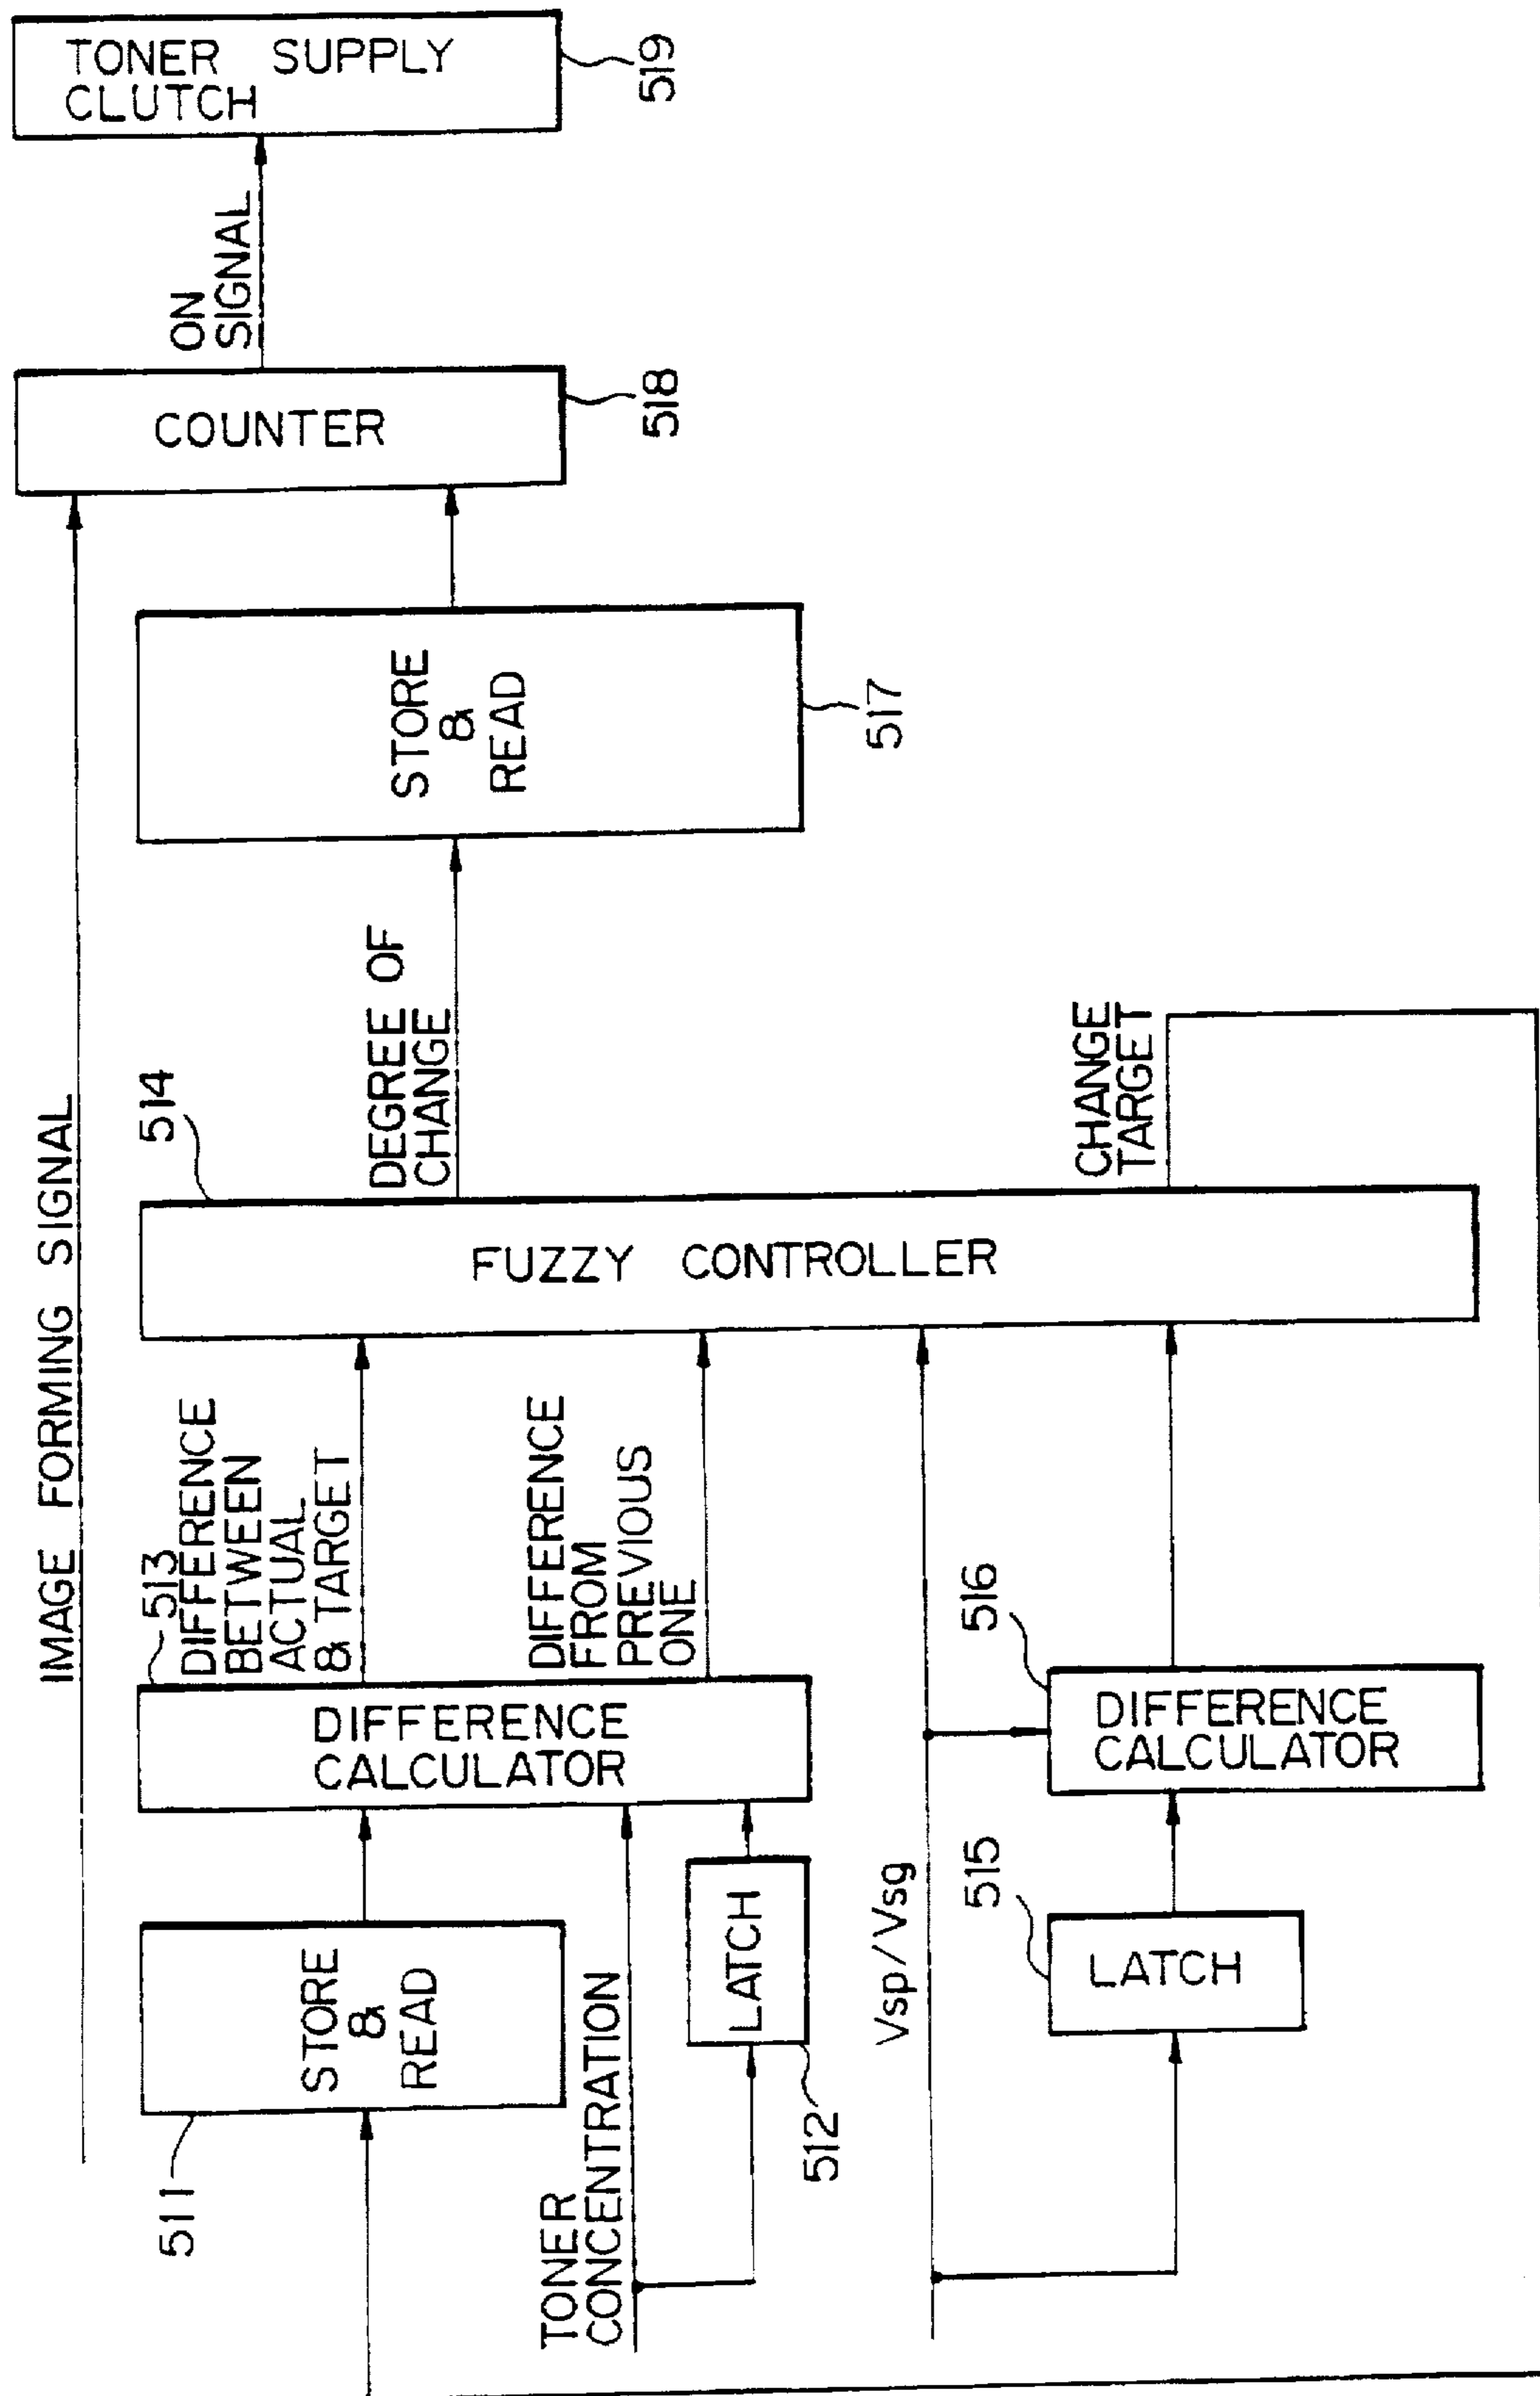 IMAGE FORMING SIGNAL
511
STORE
&
READ
513
DIFFERENCE
CALCULATOR
DIFFERENCE
BETWEEN
ACTUAL
& TARGET
514
FUZZY CONTROLLER
DEGREE OF
CHANGE
STORE
&
READ
517
COUNTER
518
ON
SIGNAL
TONER SUPPLY
CLUTCH
519
TONER
CONCENTRATION
LATCH
512
DIFFERENCE
FROM
PREVIOUS
ONE
Vsp/Vsg
515
LATCH
516
DIFFERENCE
CALCULATOR
CHANGE
TARGET